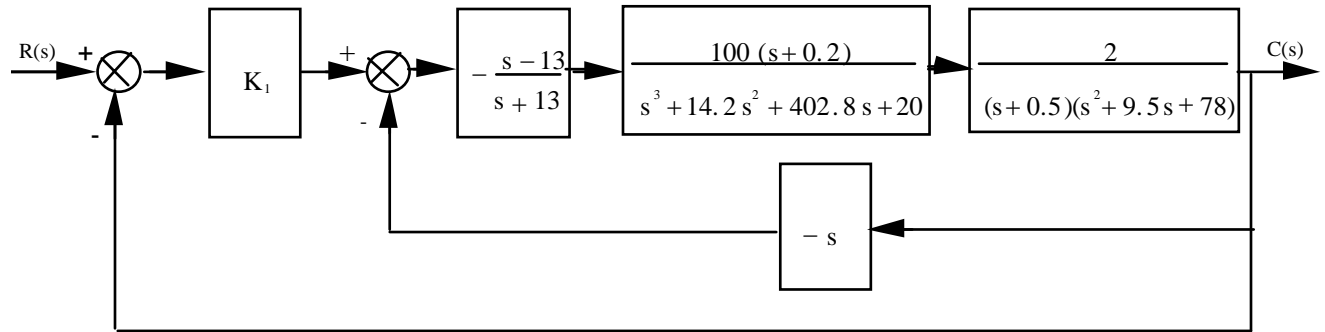 R(s)
+
-
K₁
+
-
- s - 13
s + 13
100 (s + 0.2)
s³ + 14.2 s² + 402.8 s + 20
2
(s + 0.5)(s² + 9.5 s + 78)
C(s)
- s